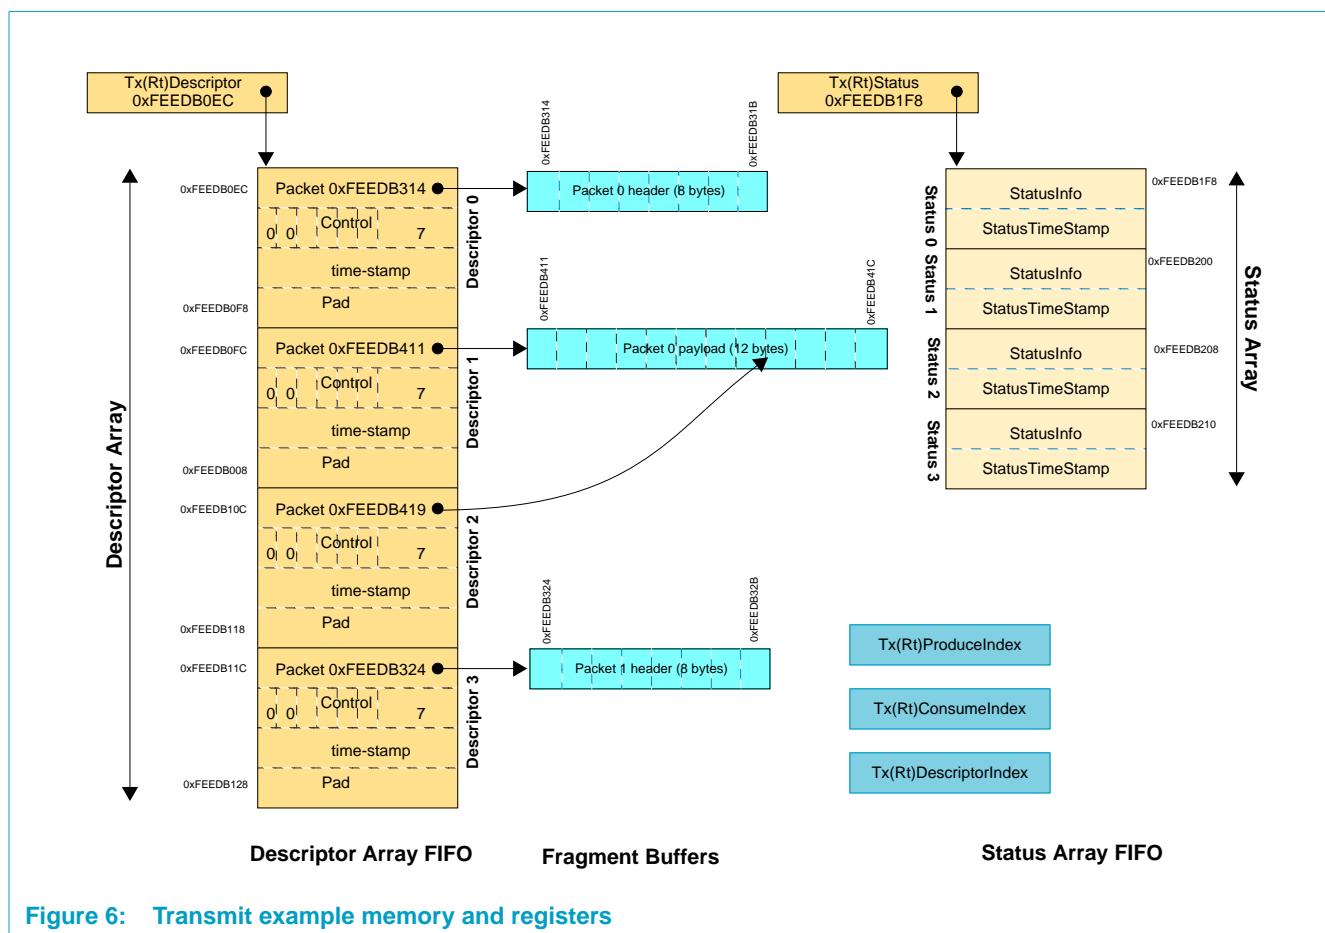 Tx(Rt)Descriptor
0xFEEDB0EC
Tx(Rt)Status
0xFEEDB1F8
Descriptor Array
0xFEEDB0EC
Packet 0xFEEDB314
Control
0 0 7
time-stamp
Pad
0xFEEDB0F8
Descriptor 0
0xFEEDB0FC
Packet 0xFEEDB411
Control
0 0 7
time-stamp
Pad
0xFEEDB008
Descriptor 1
0xFEEDB10C
Packet 0xFEEDB419
Control
0 0 7
time-stamp
Pad
0xFEEDB118
Descriptor 2
0xFEEDB11C
Packet 0xFEEDB324
Control
0 0 7
time-stamp
Pad
0xFEEDB128
Descriptor 3
0xFEEDB314
0xFEEDB31B
Packet 0 header (8 bytes)
0xFEEDB411
0xFEEDB41C
Packet 0 payload (12 bytes)
0xFEEDB324
0xFEEDB32B
Packet 1 header (8 bytes)
Status 0
StatusInfo
StatusTimeStamp
0xFEEDB1F8
Status 1
StatusInfo
StatusTimeStamp
0xFEEDB200
Status 2
StatusInfo
StatusTimeStamp
0xFEEDB208
Status 3
StatusInfo
StatusTimeStamp
0xFEEDB210
Status Array
Tx(Rt)ProduceIndex
Tx(Rt)ConsumeIndex
Tx(Rt)DescriptorIndex
Descriptor Array FIFO
Fragment Buffers
Status Array FIFO
Figure 6: Transmit example memory and registers